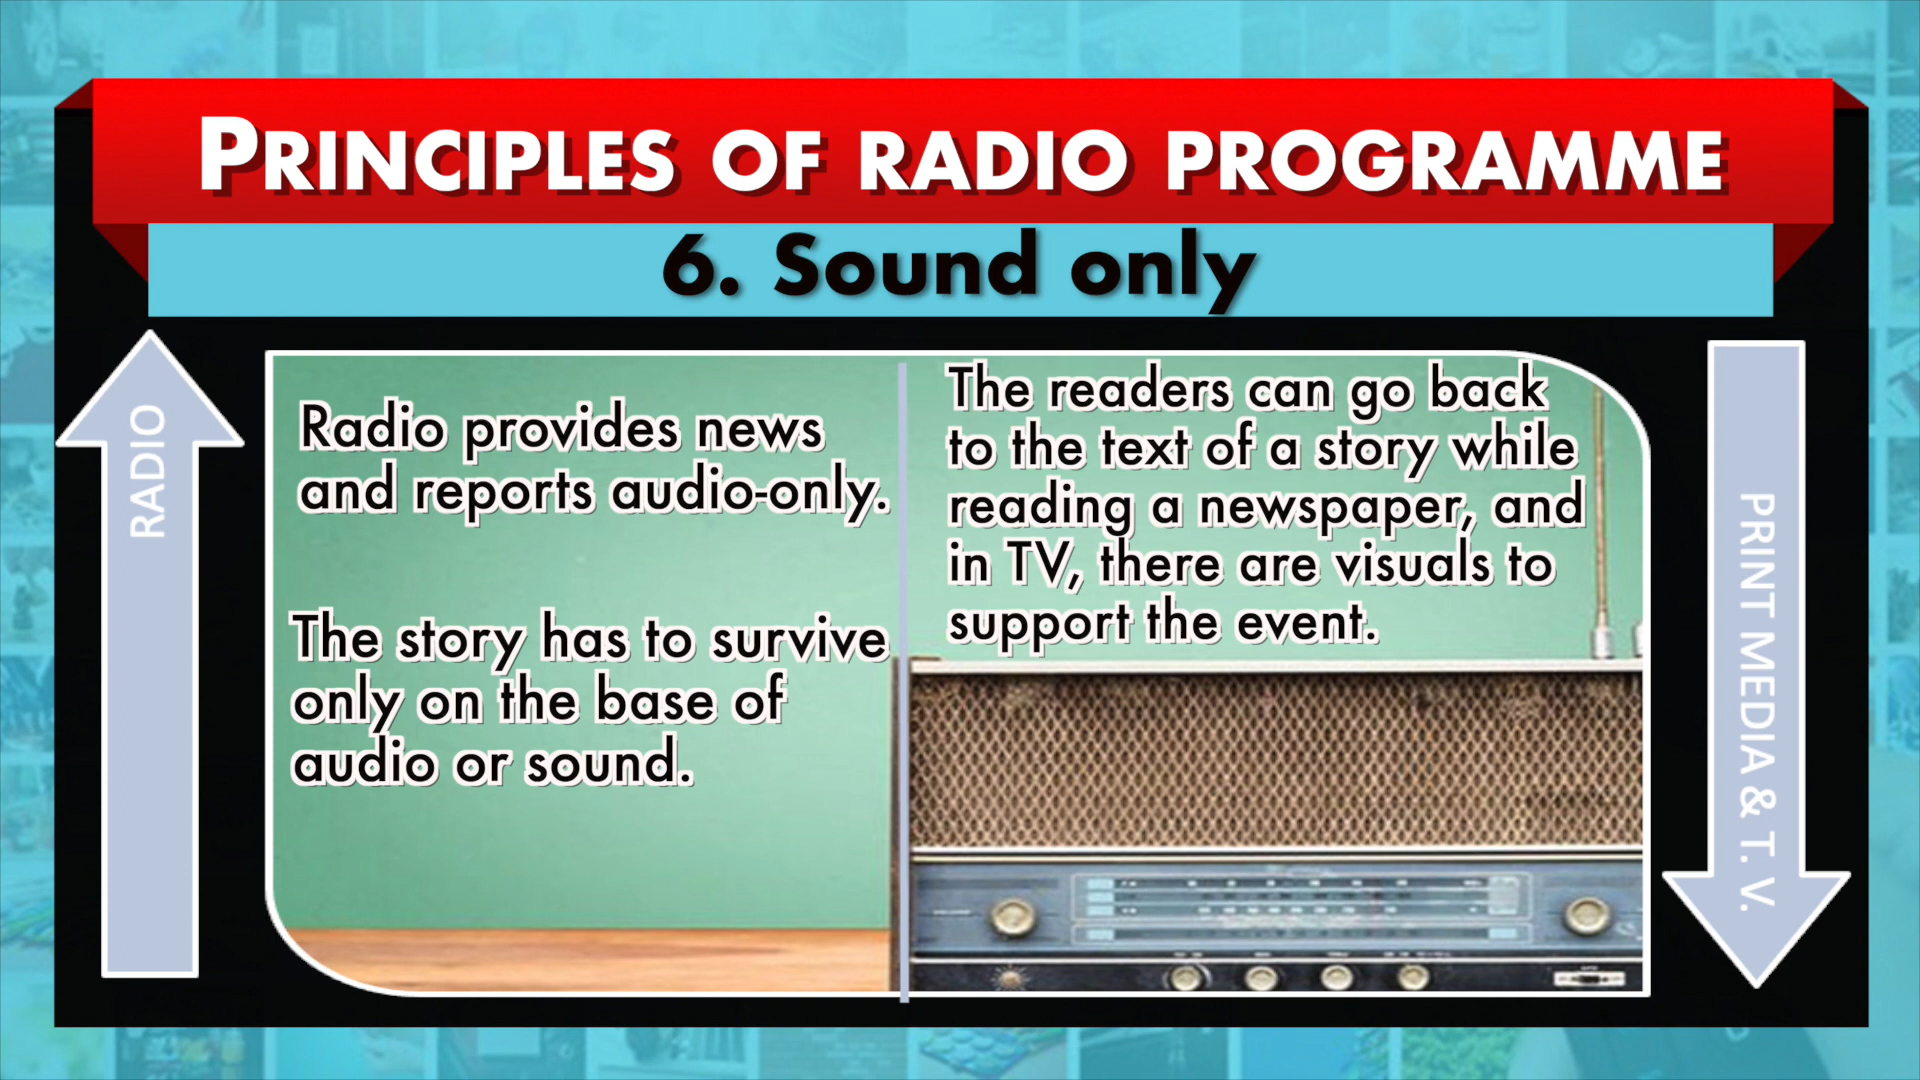 PRINCIPLES OF RADIO PROGRAMME
6. Sound only
RADIO
Radio provides news
and reports audio-only.
The story has to survive
only on the base of
audio or sound.
The readers can go back
to the text of a story while
reading a newspaper, and
in TV, there are visuals to
support the event.
PRINT MEDIA & T. V.